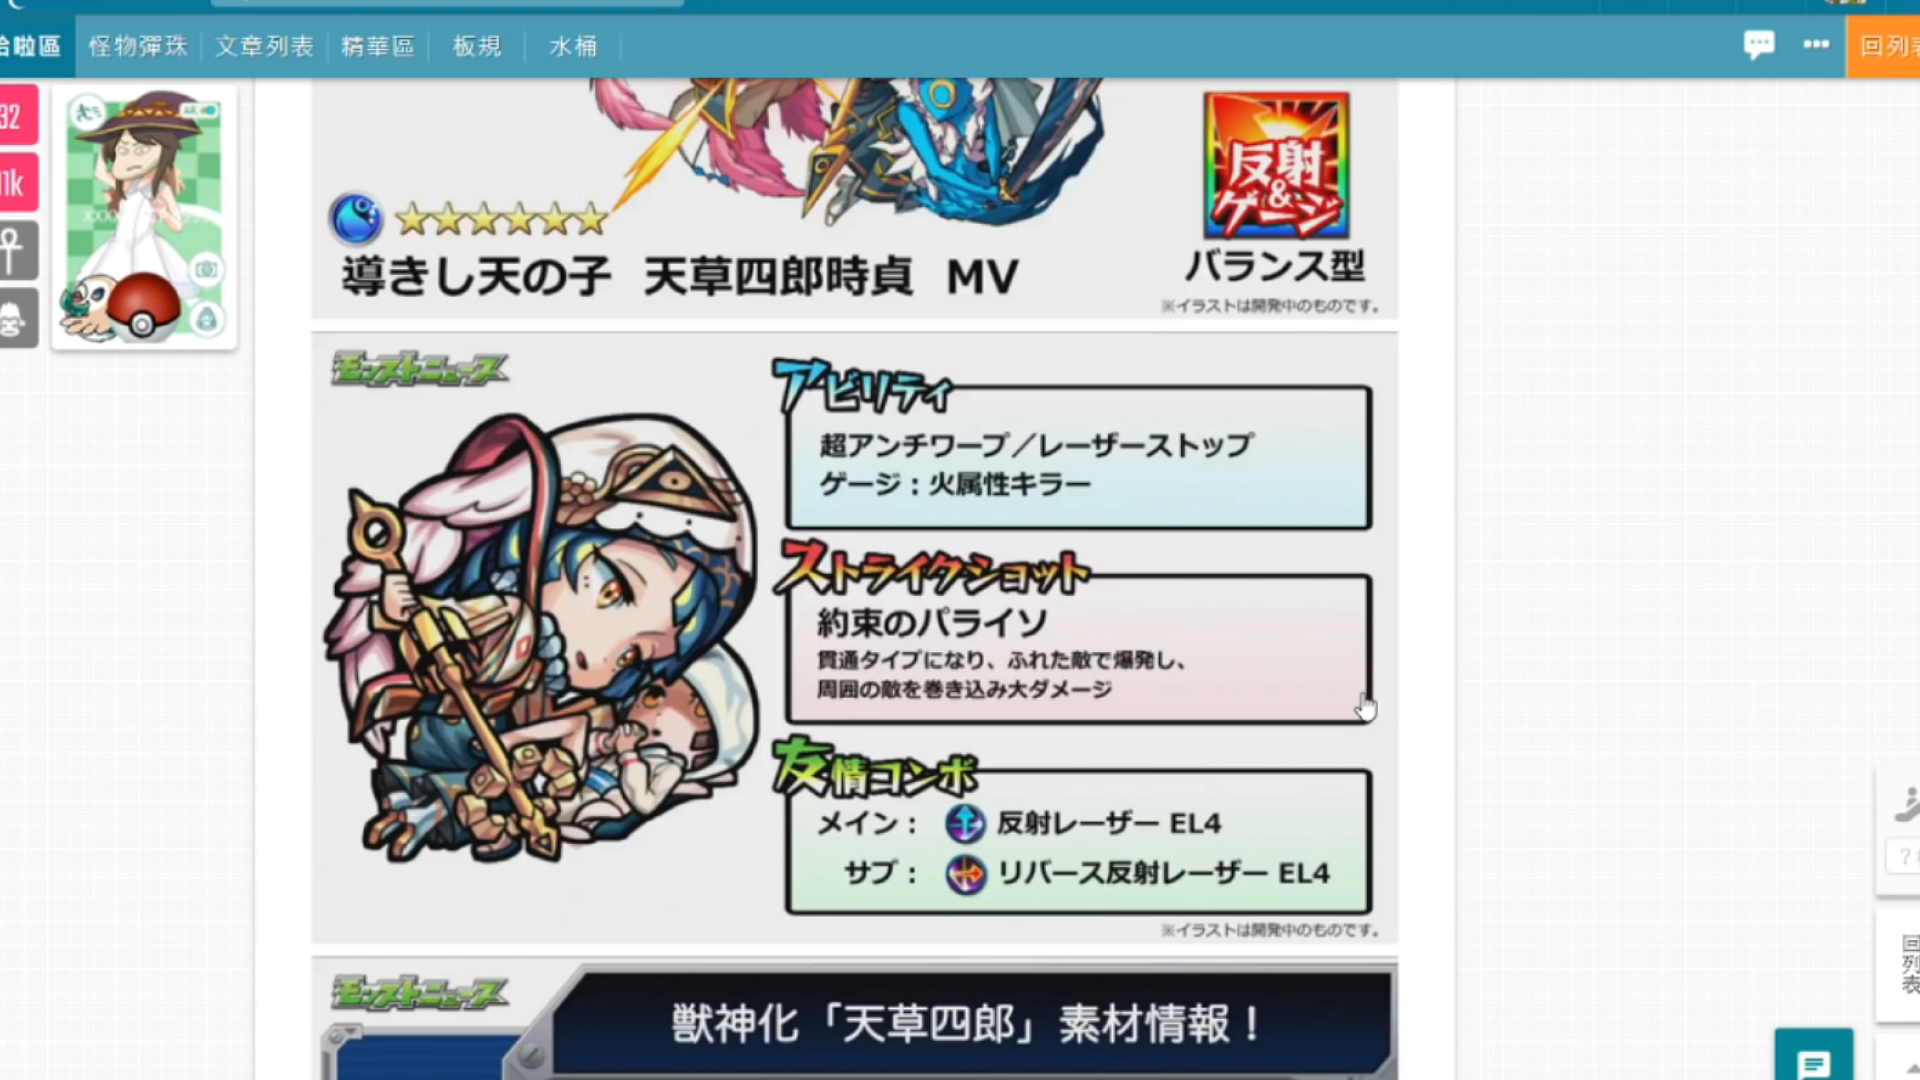 哈啦區 怪物彈珠 文章列表 精華區 板規 水桶 回列表
32
11k
反射
&
ゲージ
導きし天の子 天草四郎時貞 MV
バランス型
※イラストは開発中のものです。
モンストニュース
アビリティ
超アンチワープ／レーザーストップ
ゲージ：火属性キラー
ストライクショット
約束のパライソ
貫通タイプになり、ふれた敵で爆発し、
周囲の敵を巻き込み大ダメージ
友情コンボ
メイン： 反射レーザー EL4
サブ： リバース反射レーザー EL4
※イラストは開発中のものです。
回列表
モンストニュース
獣神化「天草四郎」素材情報！